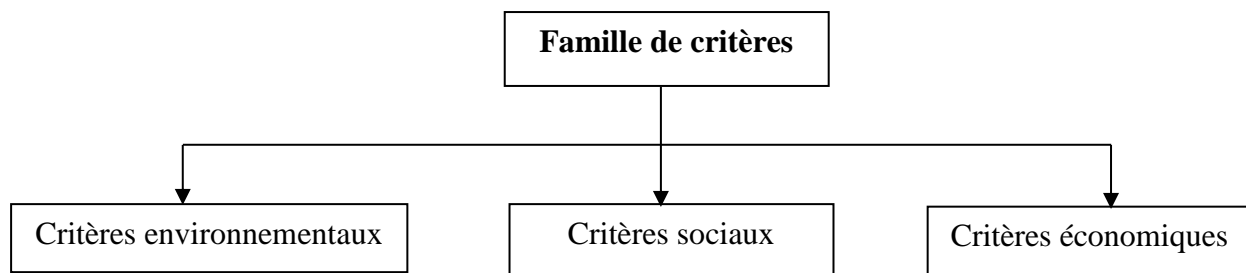 Famille de critères
Critères environnementaux
Critères sociaux
Critères économiques